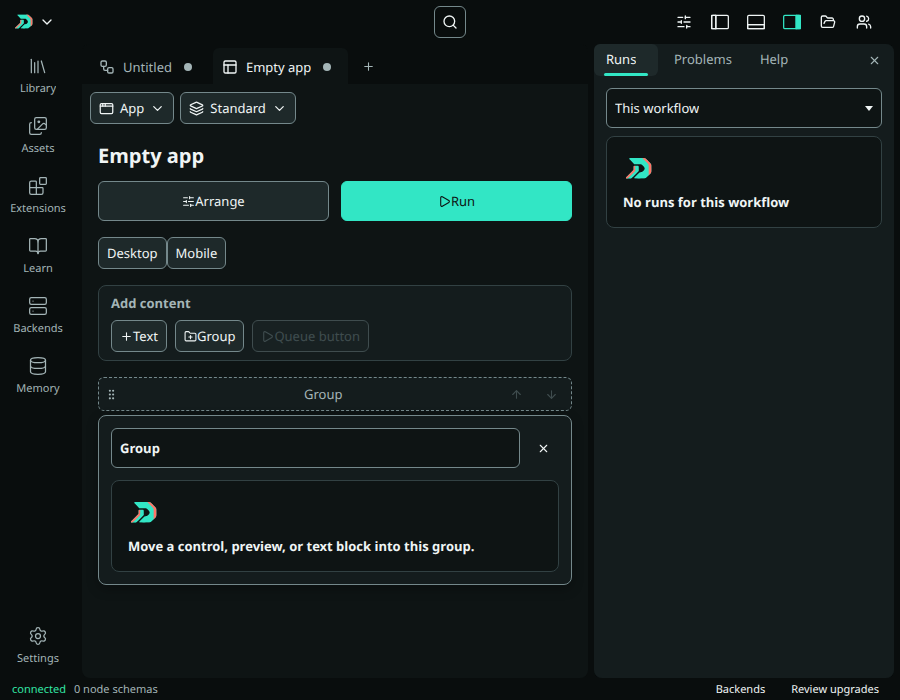 Library
Assets
Extensions
Learn
Backends
Memory
Settings
Untitled
Empty app
App
Standard
Empty app
Arrange
Run
Desktop
Mobile
Add content
Text
Group
Queue button
Group
Group
Move a control, preview, or text block into this group.
Runs
Problems
Help
This workflow
No runs for this workflow
connected
0 node schemas
Backends
Review upgrades